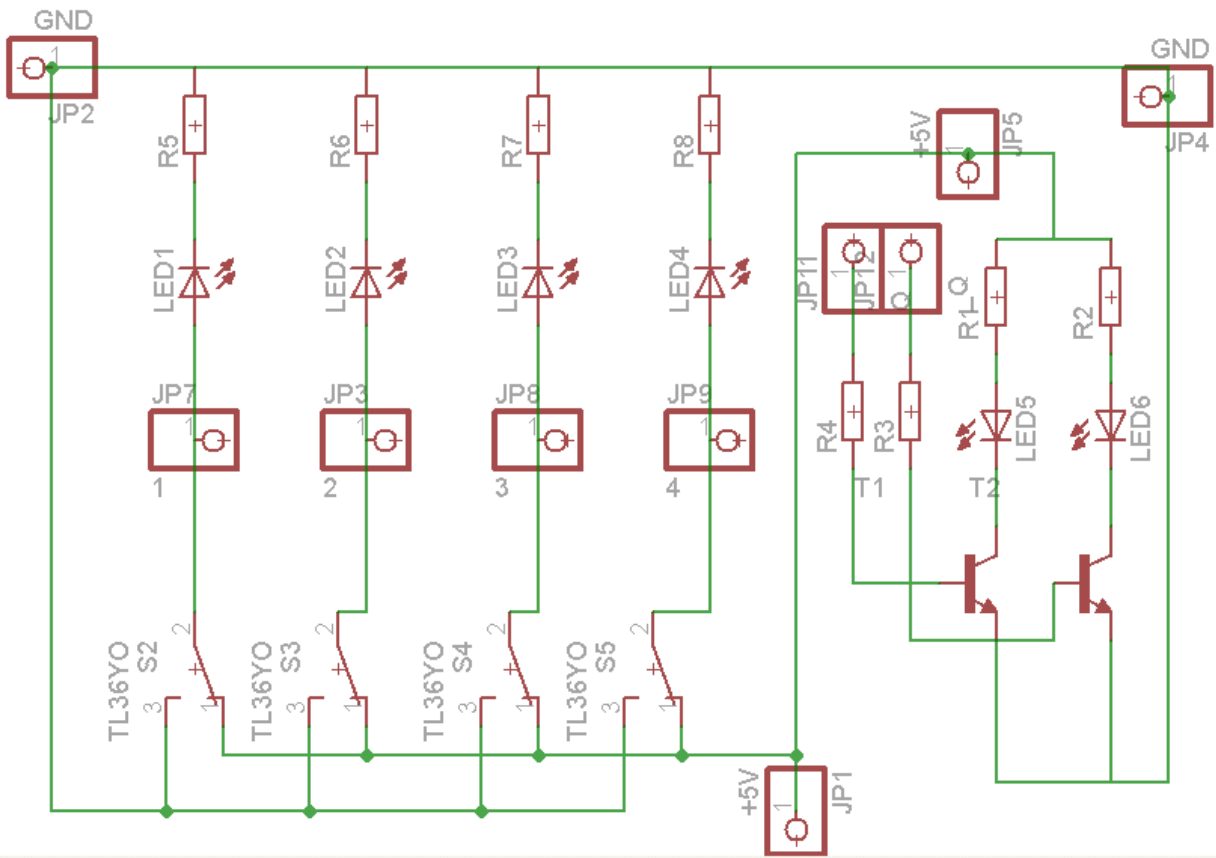 GND
1
JP2
GND
1
JP4
R5
R6
R7
R8
+5V
1
JP5
LED1
LED2
LED3
LED4
JP11
1
JP12
1
Q
Q
R1
R2
JP7
1
1
JP3
1
2
JP8
1
3
JP9
1
4
R4
R3
LED5
LED6
T1
T2
TL36YO
S2
2
3
1
TL36YO
S3
2
3
1
TL36YO
S4
2
3
1
TL36YO
S5
2
3
1
+5V
1
JP1